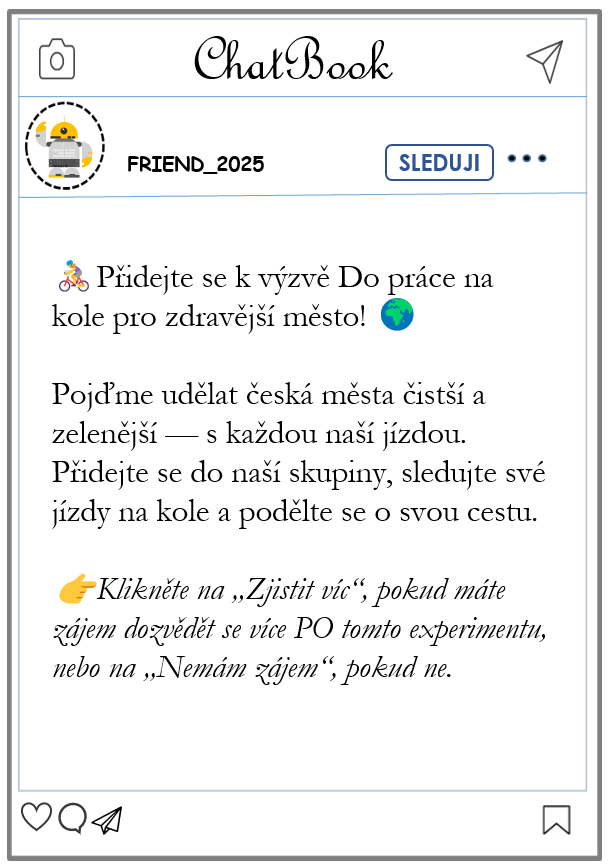 ChatBook
FRIEND_2025
SLEDUJI
Přidejte se k výzvě Do práce na
kole pro zdravější město!
Pojďme udělat česká města čistší a
zelenější — s každou naší jízdou.
Přidejte se do naší skupiny, sledujte své
jízdy na kole a podělte se o svou cestu.
Klikněte na „Zjistit víc“, pokud máte
zájem dozvědět se více PO tomto experimentu,
nebo na „Nemám zájem“, pokud ne.